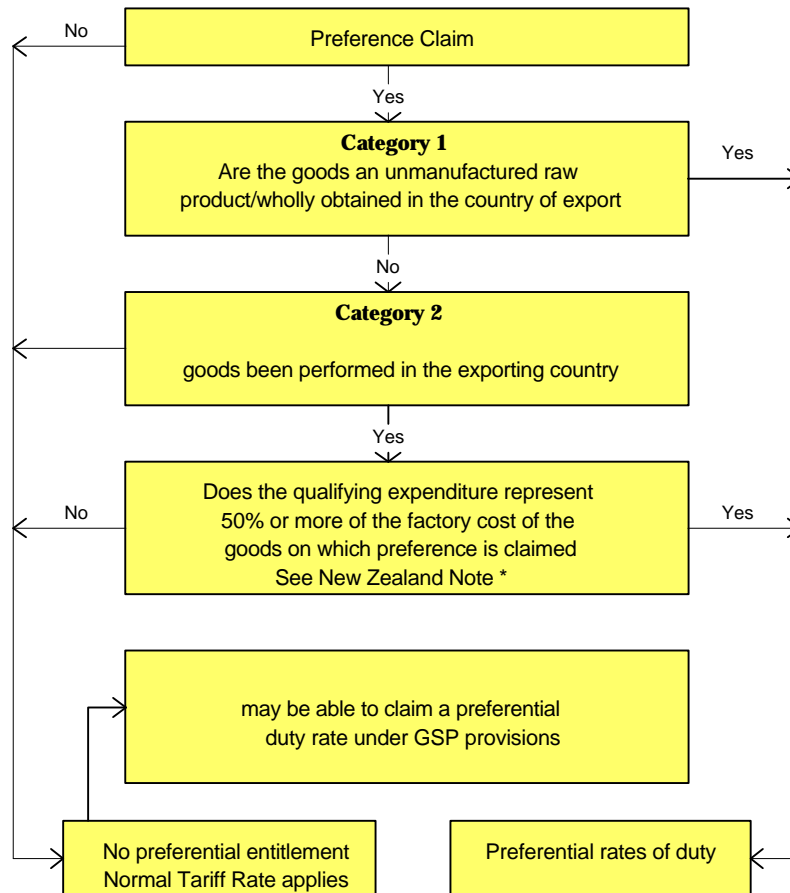 No
Preference Claim
Yes
Category 1
Are the goods an unmanufactured raw
product/wholly obtained in the country of export
Yes
No
Category 2
goods been performed in the exporting country
Yes
Does the qualifying expenditure represent
50% or more of the factory cost of the
goods on which preference is claimed
See New Zealand Note *
No
Yes
may be able to claim a preferential
duty rate under GSP provisions
No preferential entitlement
Normal Tariff Rate applies
Preferential rates of duty